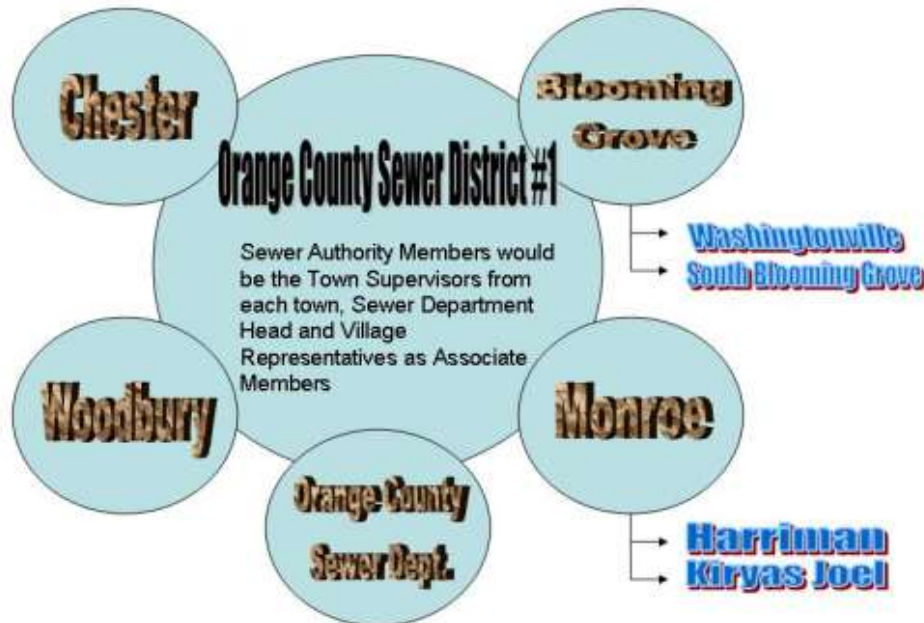 Chester
Blooming
Grove
Orange County Sewer District #1
Washingtonville
South Blooming Grove
Sewer Authority Members would
be the Town Supervisors from
each town, Sewer Department
Head and Village
Representatives as Associate
Members
Woodbury
Monroe
Orange County
Sewer Dept.
Harriman
Kiryas Joel